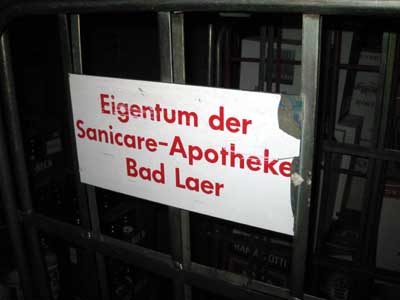 Eigentum der
Sanicare-Apotheke
Bad Laer